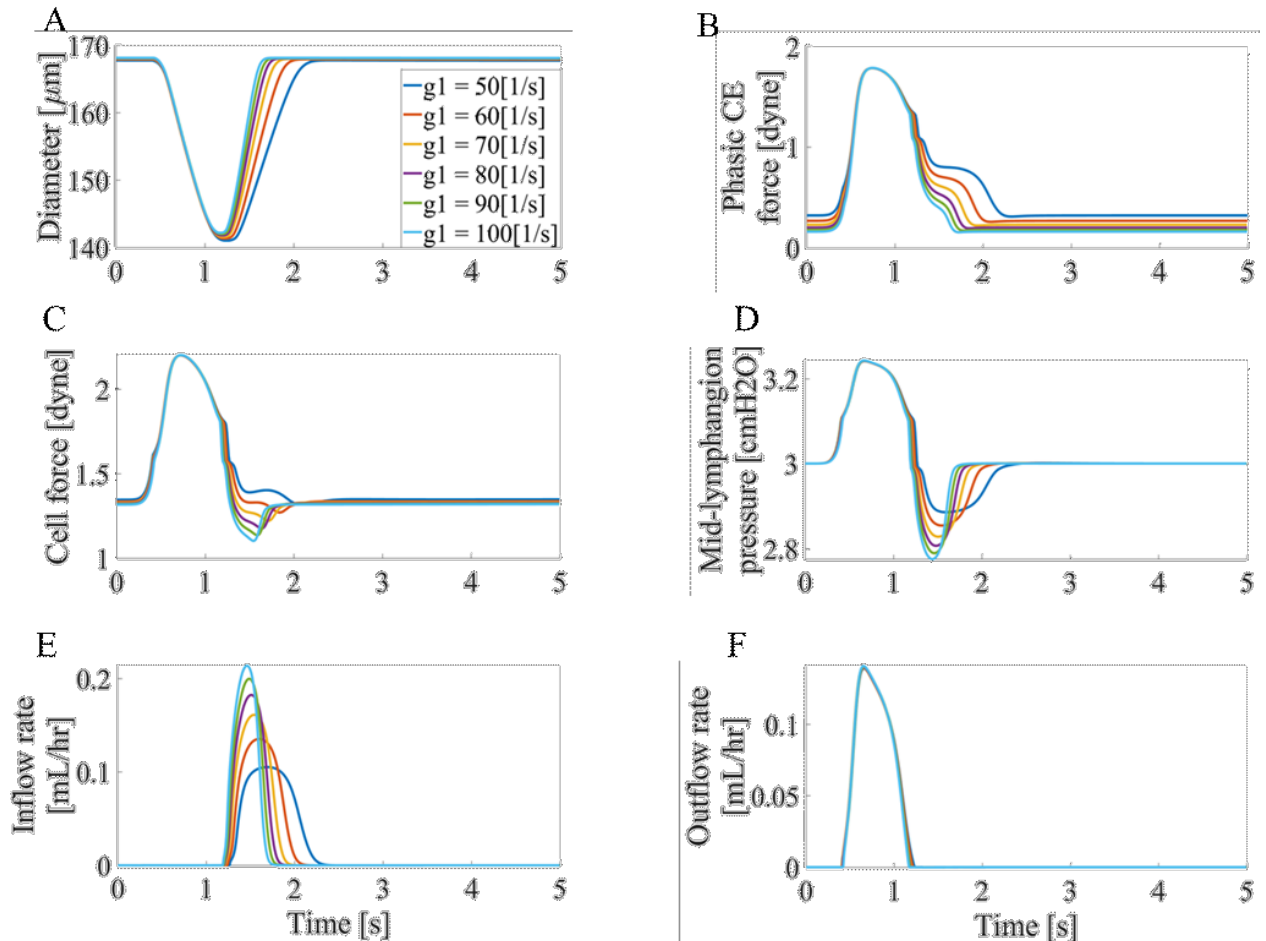 A
Diameter [μm]
170
160
150
140
0 1 2 3 4 5
g1 = 50[1/s]
g1 = 60[1/s]
g1 = 70[1/s]
g1 = 80[1/s]
g1 = 90[1/s]
g1 = 100[1/s]
B
Phasic CE
force [dyne]
2
1
0
0 1 2 3 4 5
C
Cell force [dyne]
2
1.5
1
0 1 2 3 4 5
D
Mid-lymphangion
pressure [cmH2O]
3.2
3
2.8
0 1 2 3 4 5
E
Inflow rate
[mL/hr]
0.2
0.1
0
0 1 2 3 4 5
Time [s]
F
Outflow rate
[mL/hr]
0.1
0.05
0
0 1 2 3 4 5
Time [s]